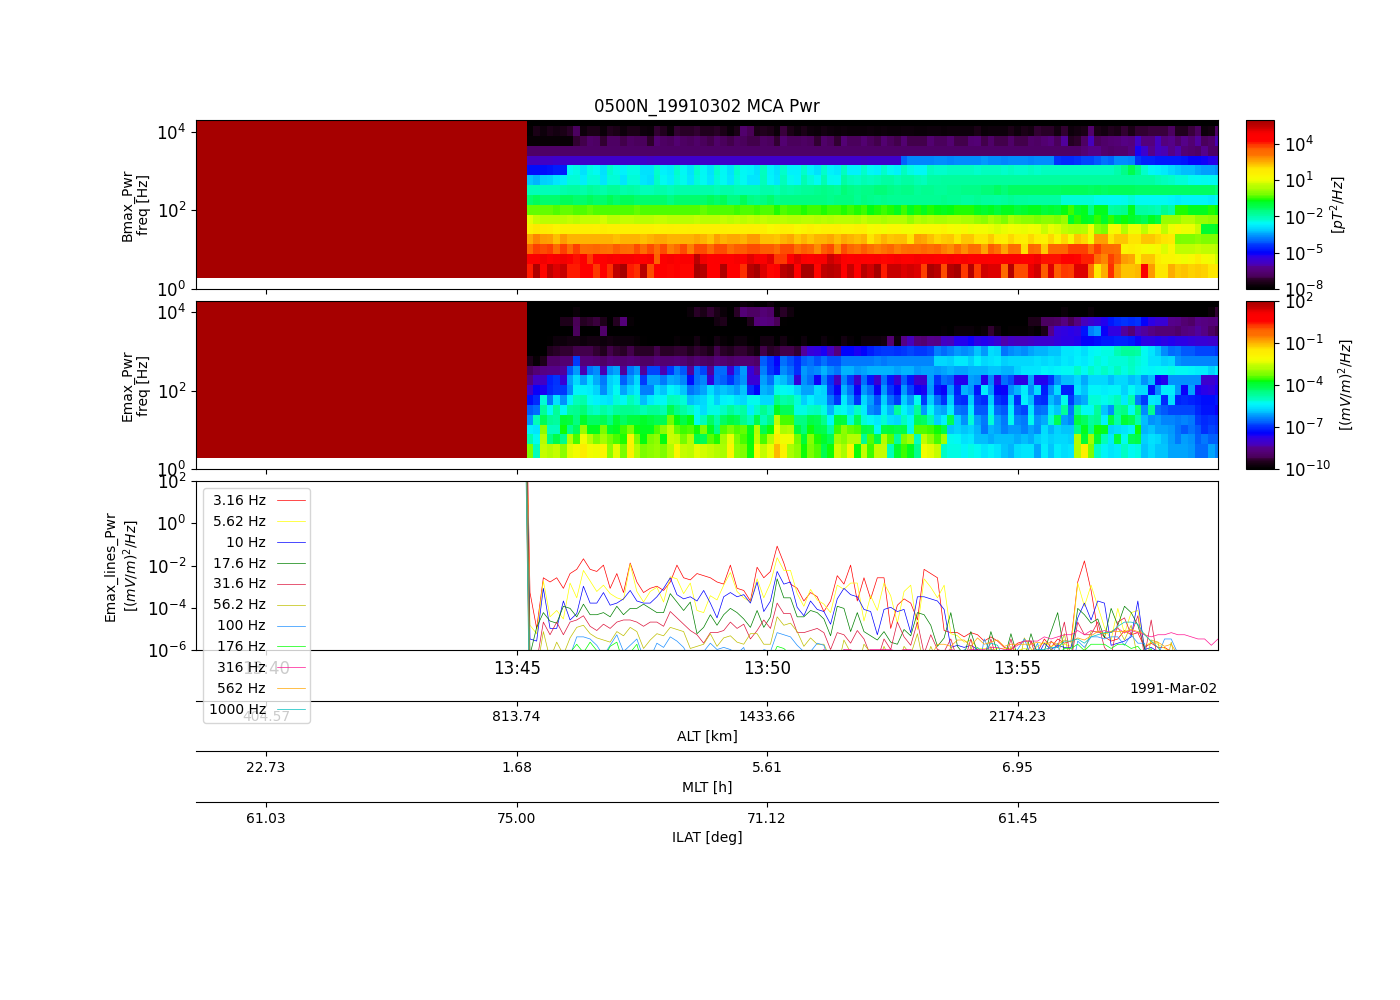 0500N_19910302 MCA Pwr
10^4
10^2
10^0
Bmax_Pwr
freq [Hz]
10^4
10^1
10^-2
10^-5
10^-8
[pT^2/Hz]
10^4
10^2
10^0
Emax_Pwr
freq [Hz]
10^2
10^-1
10^-4
10^-7
10^-10
[(mV/m)^2/Hz]
10^2
10^0
10^-2
10^-4
10^-6
Emax_lines_Pwr
[(mV/m)^2/Hz]
3.16 Hz
5.62 Hz
10 Hz
17.6 Hz
31.6 Hz
56.2 Hz
100 Hz
176 Hz
316 Hz
562 Hz
1000 Hz
13:40 13:45 13:50 13:55
1991-Mar-02
404.57 813.74 1433.66 2174.23
ALT [km]
22.73 1.68 5.61 6.95
MLT [h]
61.03 75.00 71.12 61.45
ILAT [deg]